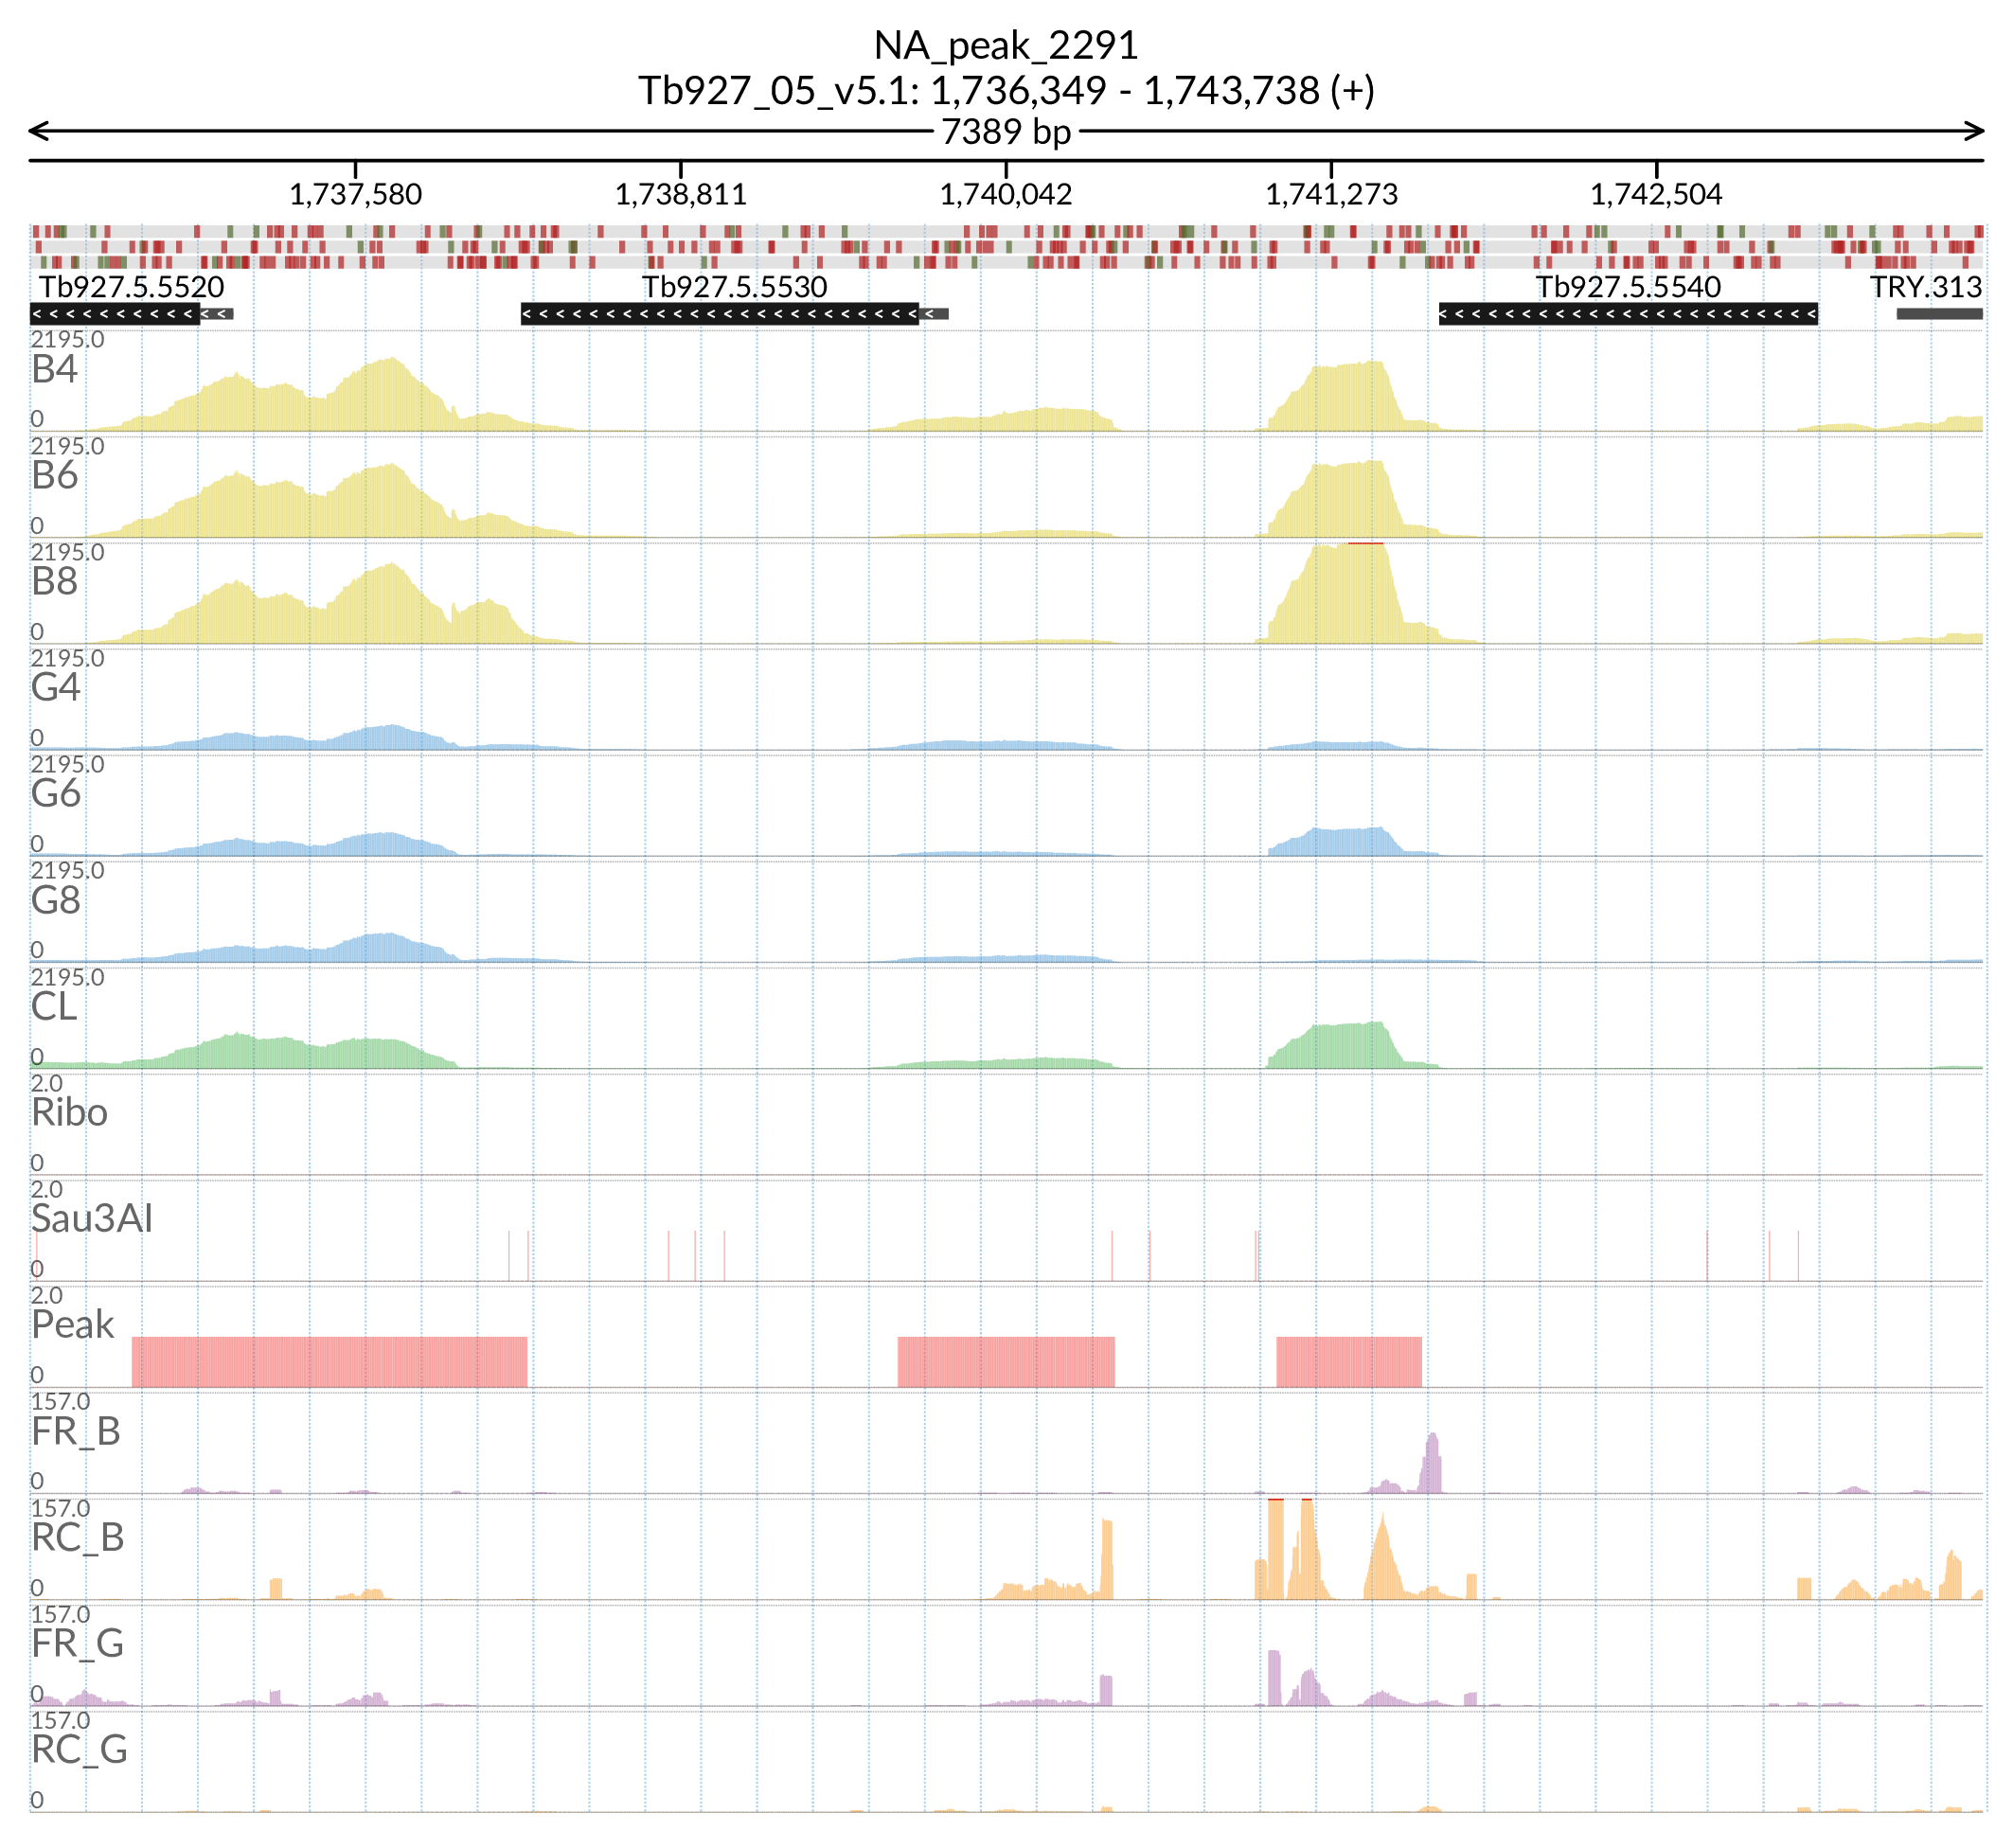 NA_peak_2291
Tb927_05_v5.1: 1,736,349 - 1,743,738 (+)
7389 bp
1,737,580 1,738,811 1,740,042 1,741,273 1,742,504
Tb927.5.5520 Tb927.5.5530 Tb927.5.5540 TRY.313
2195.0
B4
0
2195.0
B6
0
2195.0
B8
0
2195.0
G4
0
2195.0
G6
0
2195.0
G8
0
2195.0
CL
0
2.0
Ribo
0
2.0
Sau3AI
0
2.0
Peak
0
157.0
FR_B
0
157.0
RC_B
0
157.0
FR_G
0
157.0
RC_G
0